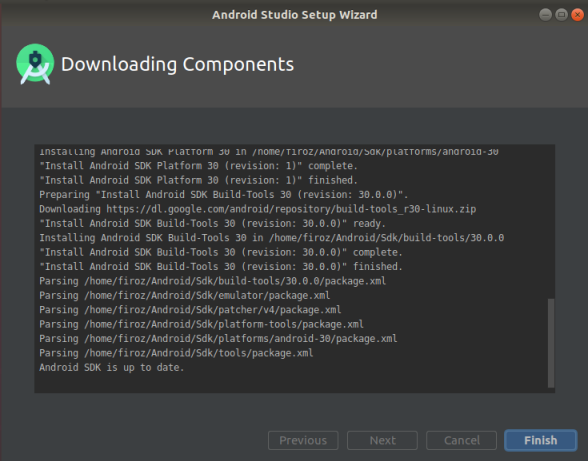 Android Studio Setup Wizard
Downloading Components
Installing Android SDK Platform 30 in /home/firoz/Android/Sdk/platforms/android-30
"Install Android SDK Platform 30 (revision: 1)" complete.
"Install Android SDK Platform 30 (revision: 1)" finished.
Preparing "Install Android SDK Build-Tools 30 (revision: 30.0.0)".
Downloading https://dl.google.com/android/repository/build-tools_r30-linux.zip
"Install Android SDK Build-Tools 30 (revision: 30.0.0)" ready.
Installing Android SDK Build-Tools 30 in /home/firoz/Android/Sdk/build-tools/30.0.0
"Install Android SDK Build-Tools 30 (revision: 30.0.0)" complete.
"Install Android SDK Build-Tools 30 (revision: 30.0.0)" finished.
Parsing /home/firoz/Android/Sdk/build-tools/30.0.0/package.xml
Parsing /home/firoz/Android/Sdk/emulator/package.xml
Parsing /home/firoz/Android/Sdk/patcher/v4/package.xml
Parsing /home/firoz/Android/Sdk/platform-tools/package.xml
Parsing /home/firoz/Android/Sdk/platforms/android-30/package.xml
Parsing /home/firoz/Android/Sdk/tools/package.xml
Android SDK is up to date.
Previous Next Cancel Finish